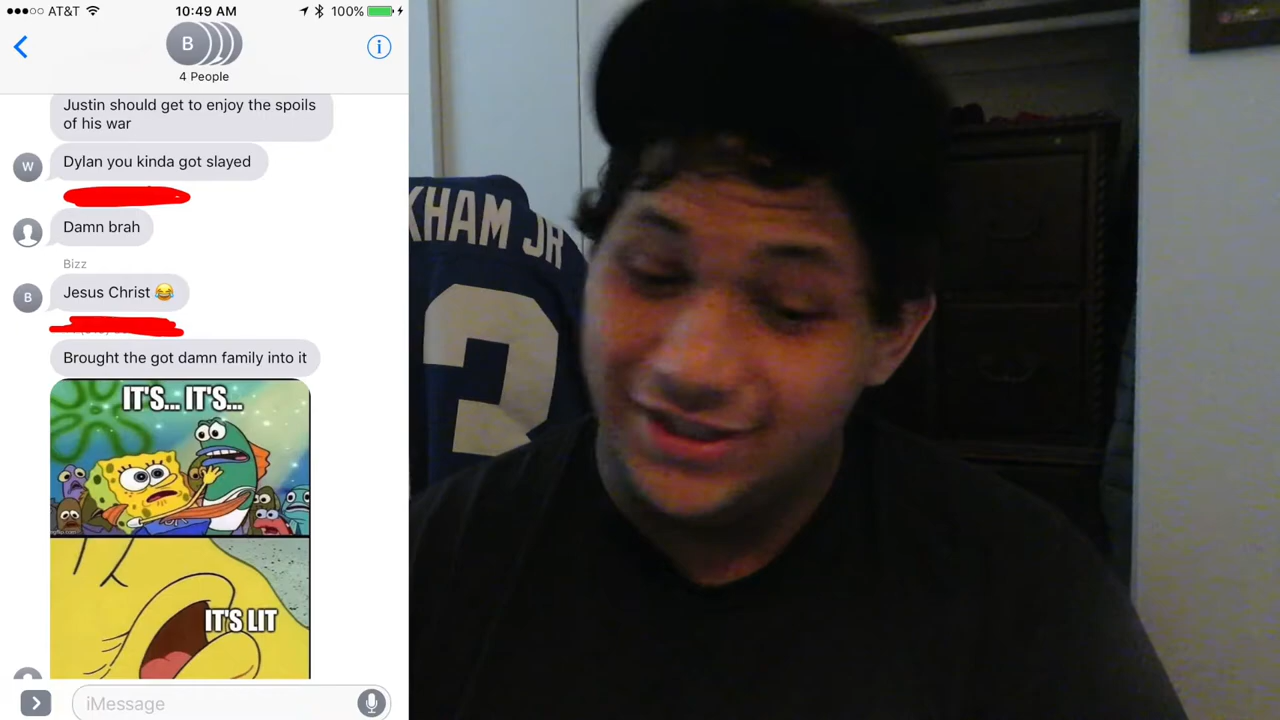 AT&T
10:49 AM
100%
B
4 People
Justin should get to enjoy the spoils
of his war
W
Dylan you kinda got slayed
Damn brah
Bizz
B
Jesus Christ 😂
Brought the got damn family into it
IT'S... IT'S...
IT'S LIT
iMessage
KHAM JR
3